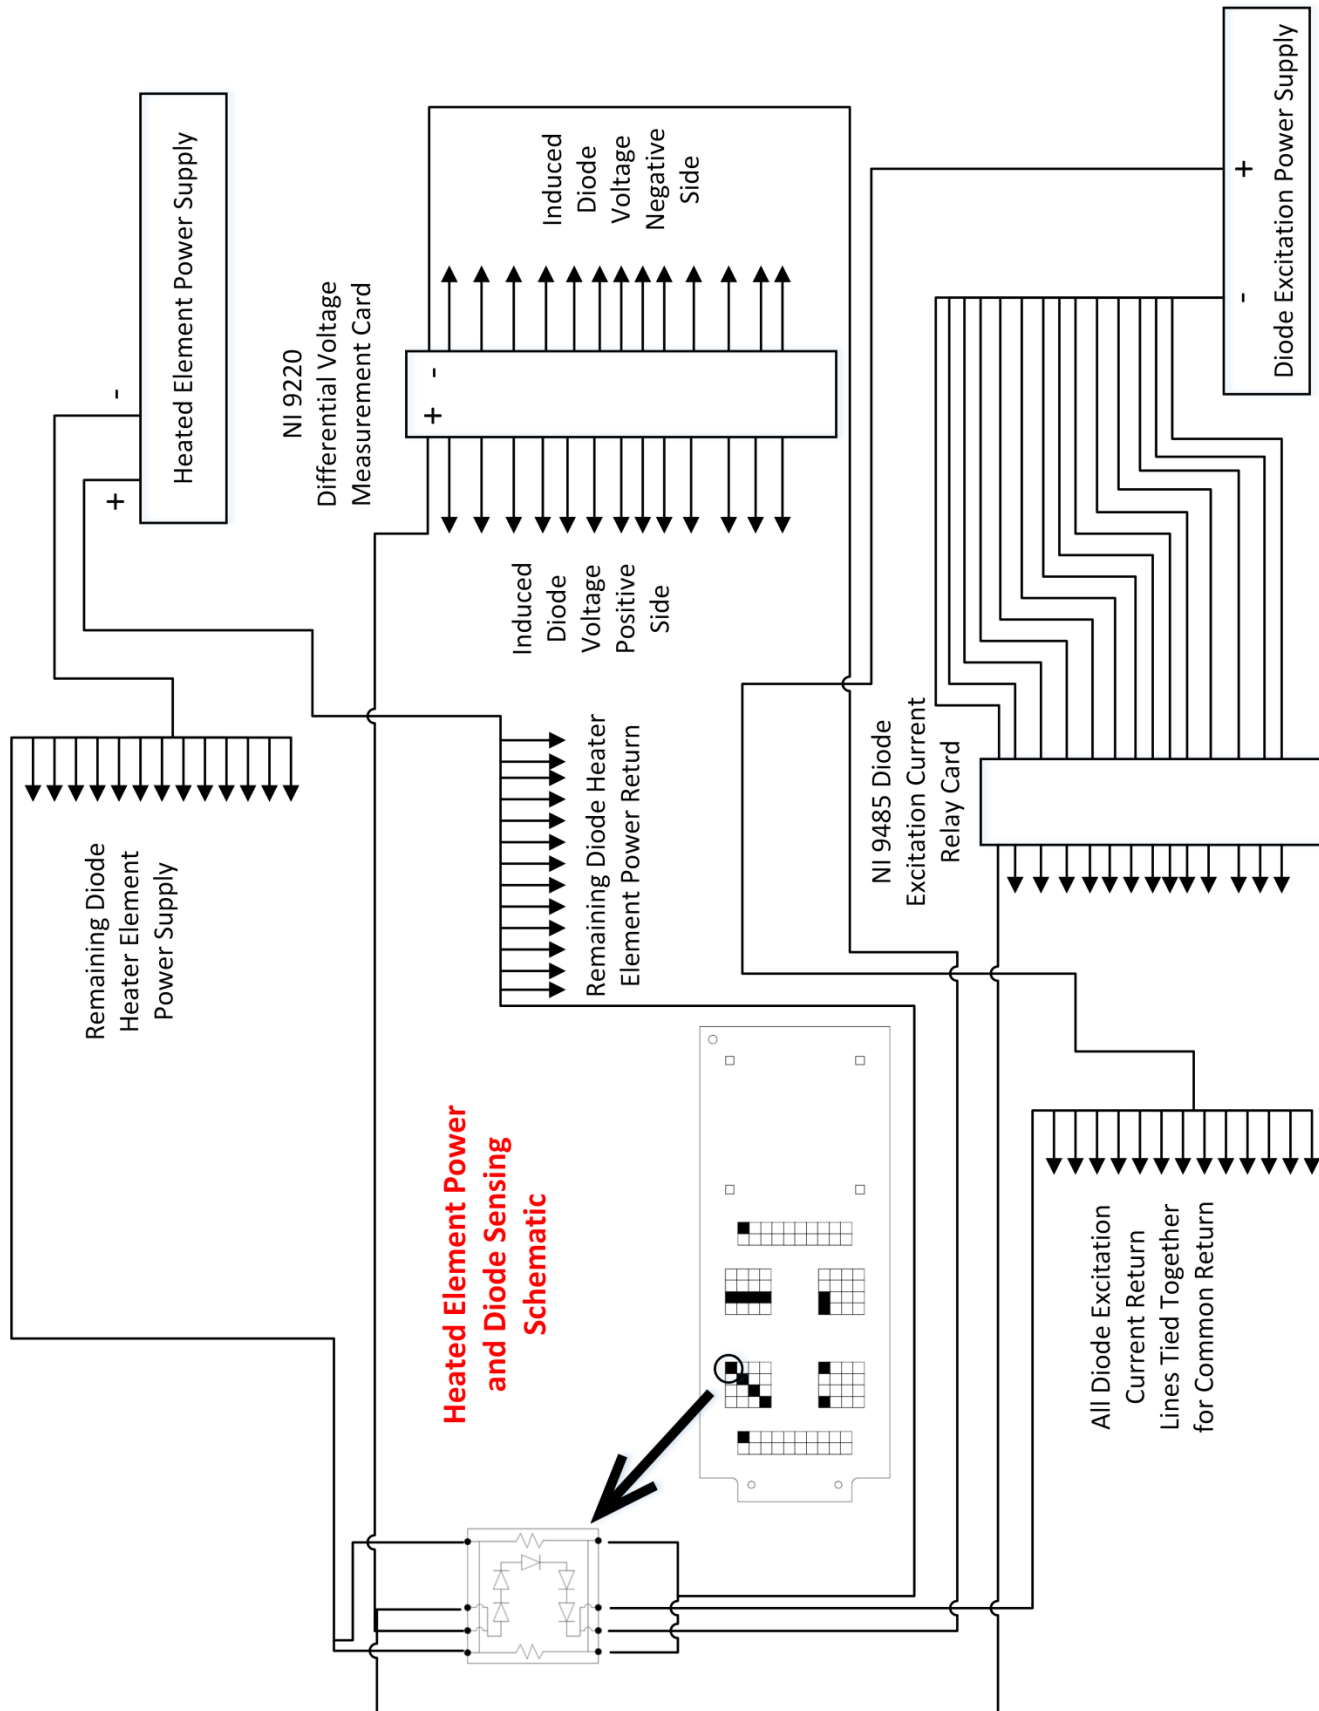 Heated Element Power
and Diode Sensing
Schematic
Heated Element Power Supply
-
+
NI 9220
Differential Voltage
Measurement Card
+
-
Induced
Diode
Voltage
Negative
Side
Induced
Diode
Voltage
Positive
Side
Diode Excitation Power Supply
+
-
Remaining Diode
Heater Element
Power Supply
Remaining Diode Heater
Element Power Return
NI 9485 Diode
Excitation Current
Relay Card
All Diode Excitation
Current Return
Lines Tied Together
for Common Return